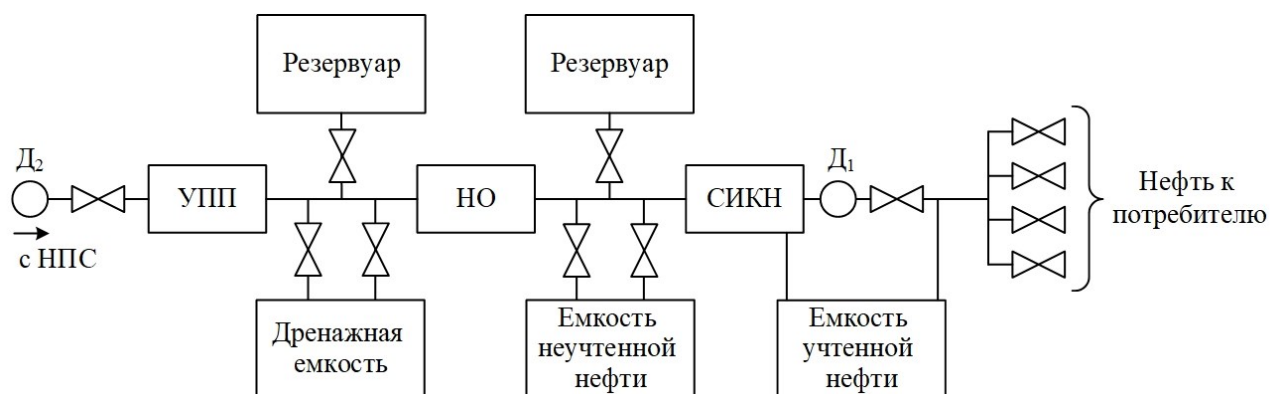 Резервуар
Резервуар
Д₂
УПП
НО
СИКН
Д₁
Нефть к
потребителю
с НПС
Дренажная
емкость
Емкость
неучтенной
нефти
Емкость
учтенной
нефти